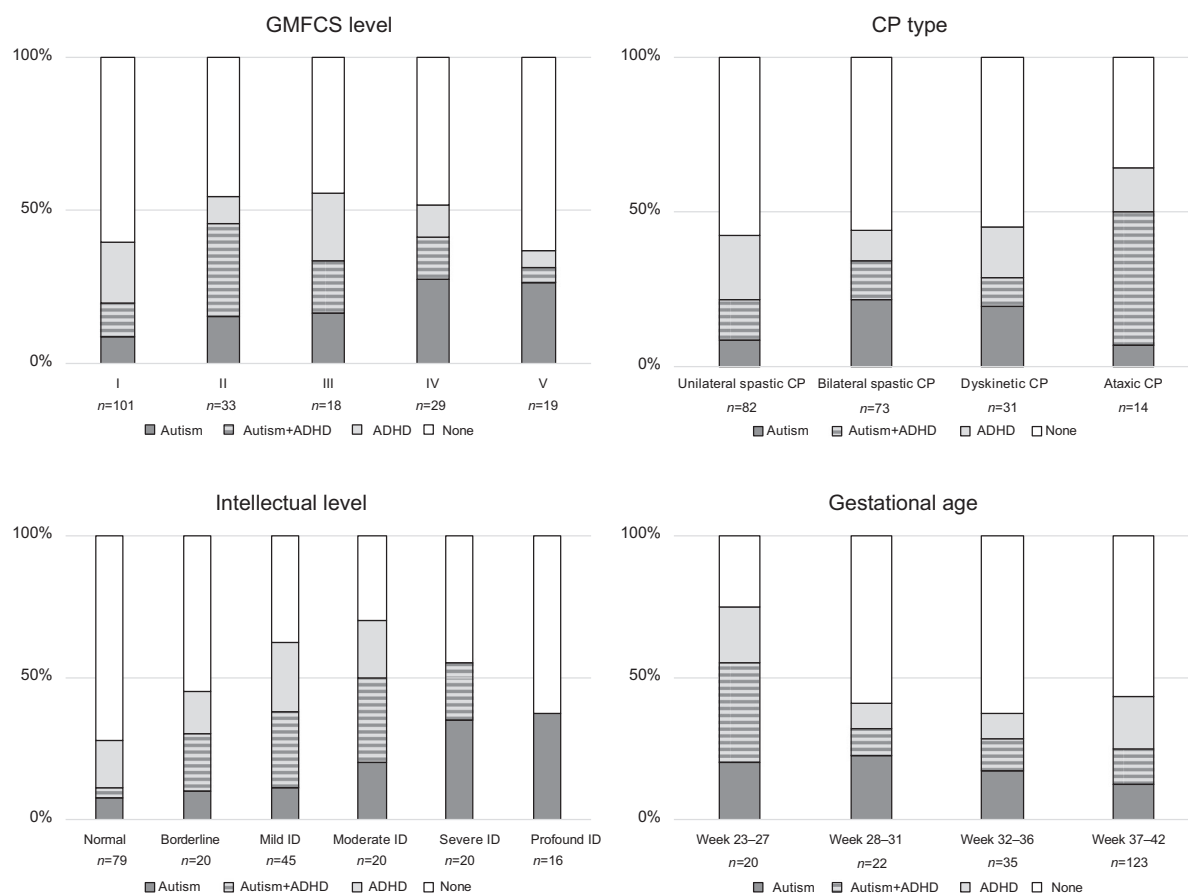 GMFCS level
100%
50%
0%
I II III IV V
n=101 n=33 n=18 n=29 n=19
Autism Autism+ADHD ADHD None
CP type
100%
50%
0%
Unilateral spastic CP Bilateral spastic CP Dyskinetic CP Ataxic CP
n=82 n=73 n=31 n=14
Autism Autism+ADHD ADHD None
Intellectual level
100%
50%
0%
Normal Borderline Mild ID Moderate ID Severe ID Profound ID
n=79 n=20 n=45 n=20 n=20 n=16
Autism Autism+ADHD ADHD None
Gestational age
100%
50%
0%
Week 23–27 Week 28–31 Week 32–36 Week 37–42
n=20 n=22 n=35 n=123
Autism Autism+ADHD ADHD None